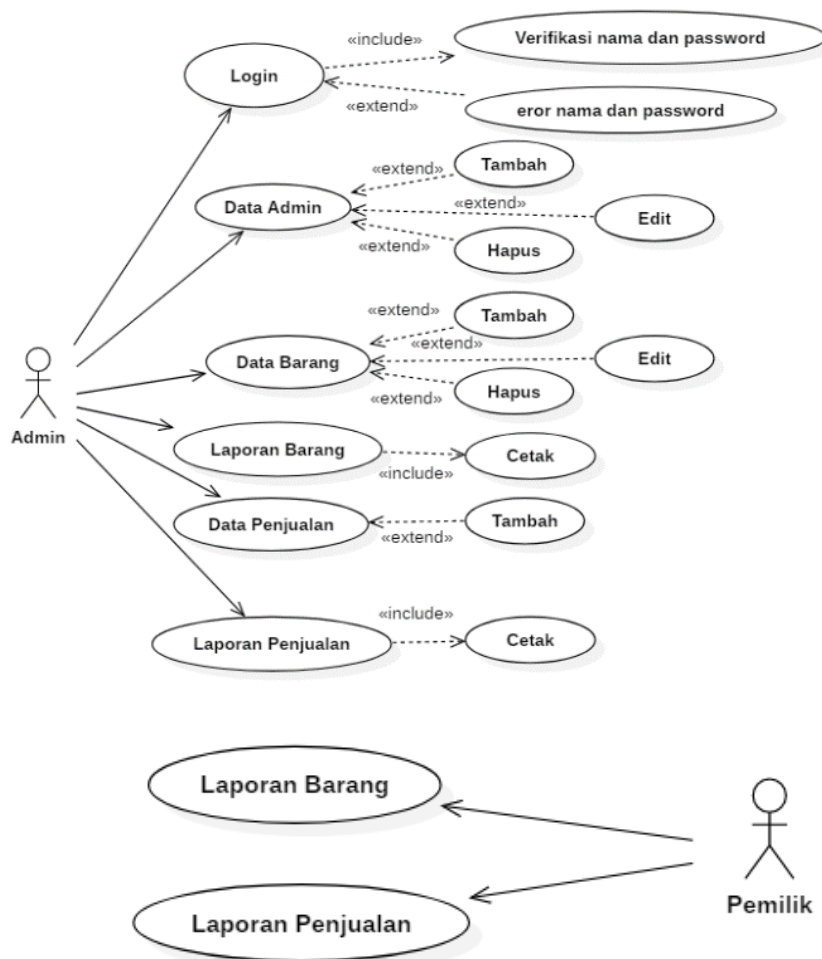 «include»
Verifikasi nama dan password
Login
«extend»
eror nama dan password
«extend»
Tambah
Data Admin
«extend»
Edit
«extend»
Hapus
«extend»
Tambah
«extend»
Data Barang
Edit
«extend»
Hapus
Admin
Laporan Barang
«include»
Cetak
Data Penjualan
«extend»
Tambah
«include»
Laporan Penjualan
Cetak
Laporan Barang
Laporan Penjualan
Pemilik